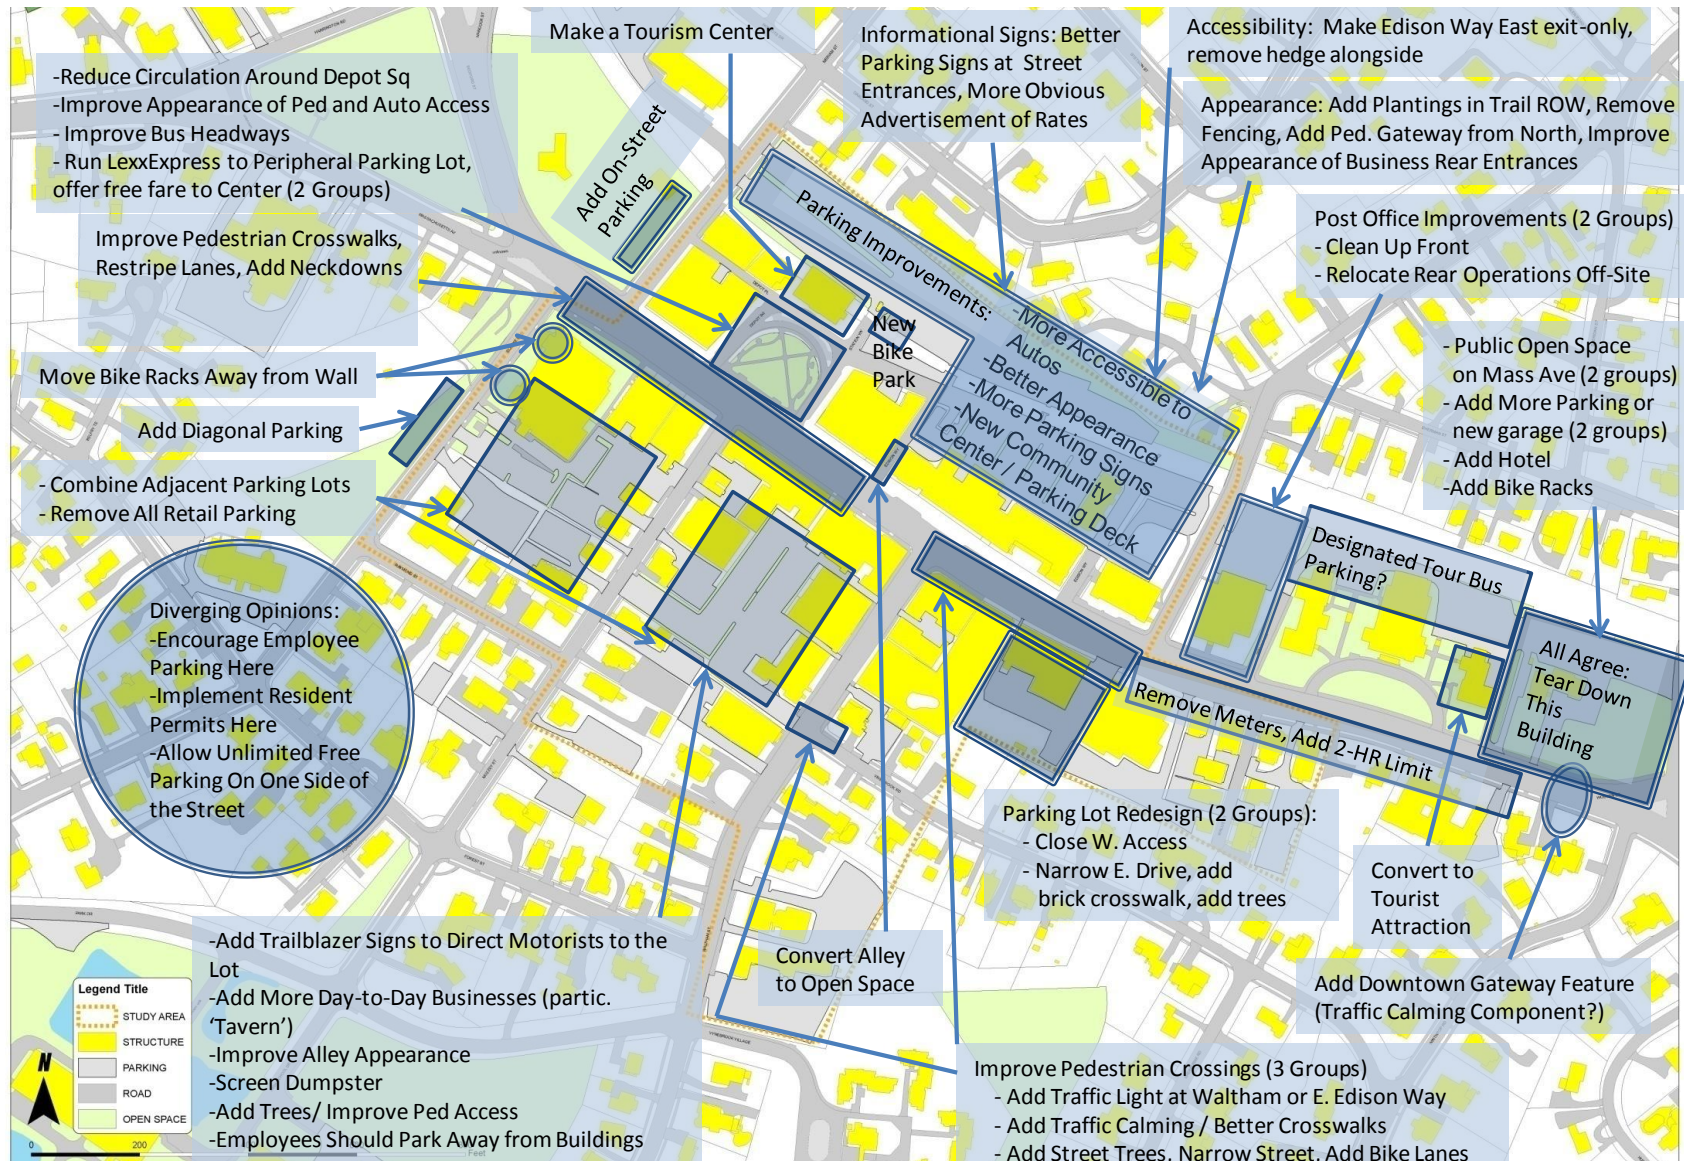 Make a Tourism Center
Informational Signs: Better
Parking Signs at Street
Entrances, More Obvious
Advertisement of Rates
Accessibility: Make Edison Way East exit-only,
remove hedge alongside
-Reduce Circulation Around Depot Sq
-Improve Appearance of Ped and Auto Access
- Improve Bus Headways
- Run LexxExpress to Peripheral Parking Lot,
offer free fare to Center (2 Groups)
Appearance: Add Plantings in Trail ROW, Remove
Fencing, Add Ped. Gateway from North, Improve
Appearance of Business Rear Entrances
Add On-Street
Parking
Post Office Improvements (2 Groups)
- Clean Up Front
- Relocate Rear Operations Off-Site
Improve Pedestrian Crosswalks,
Restripe Lanes, Add Neckdowns
Parking Improvements:
-More Accessible to
Autos
-Better Appearance
-More Parking Signs
-New Community
Center / Parking Deck
New
Bike
Park
- Public Open Space
on Mass Ave (2 groups)
- Add More Parking or
new garage (2 groups)
- Add Hotel
-Add Bike Racks
Move Bike Racks Away from Wall
Add Diagonal Parking
- Combine Adjacent Parking Lots
- Remove All Retail Parking
Designated Tour Bus
Parking?
Diverging Opinions:
-Encourage Employee
Parking Here
-Implement Resident
Permits Here
-Allow Unlimited Free
Parking On One Side of
the Street
All Agree:
Tear Down
This
Building
Remove Meters, Add 2-HR Limit
Parking Lot Redesign (2 Groups):
- Close W. Access
- Narrow E. Drive, add
brick crosswalk, add trees
Convert to
Tourist
Attraction
-Add Trailblazer Signs to Direct Motorists to the
Lot
-Add More Day-to-Day Businesses (partic.
‘Tavern’)
-Improve Alley Appearance
-Screen Dumpster
-Add Trees/ Improve Ped Access
-Employees Should Park Away from Buildings
Convert Alley
to Open Space
Add Downtown Gateway Feature
(Traffic Calming Component?)
Improve Pedestrian Crossings (3 Groups)
- Add Traffic Light at Waltham or E. Edison Way
- Add Traffic Calming / Better Crosswalks
- Add Street Trees, Narrow Street, Add Bike Lanes
Legend Title
STUDY AREA
STRUCTURE
PARKING
ROAD
OPEN SPACE
N
0 200
Feet